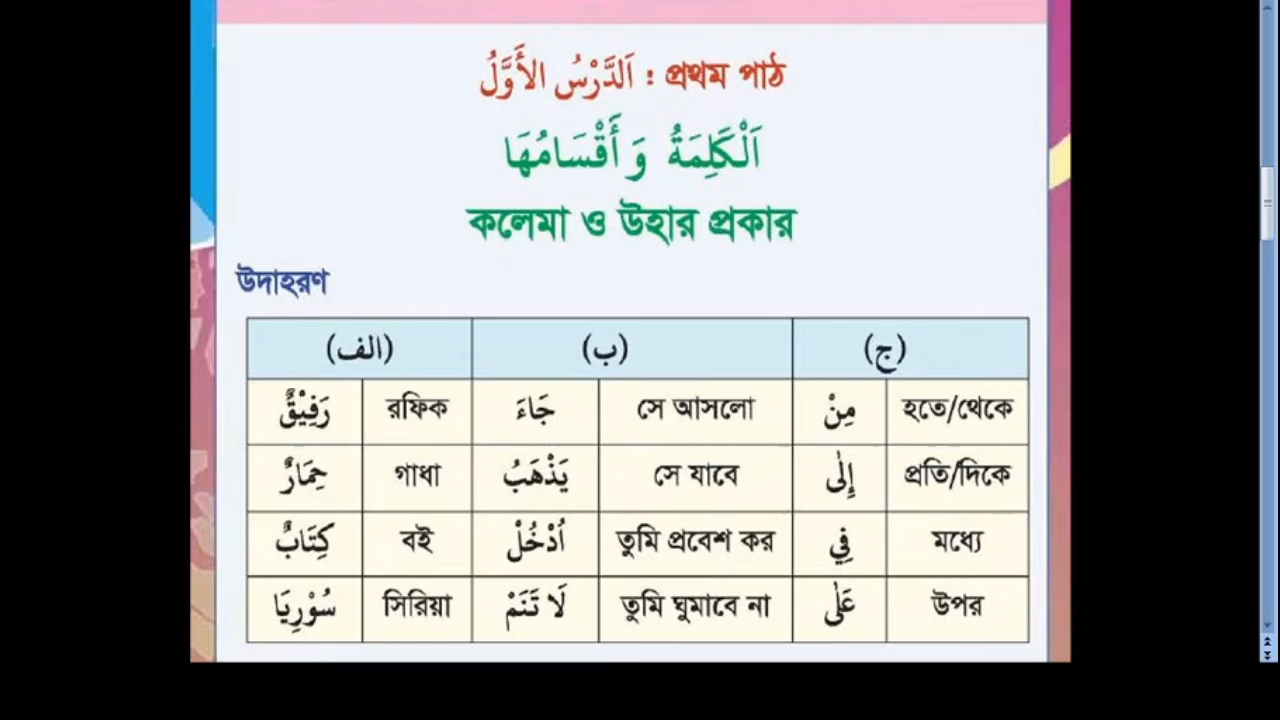 প্রথম পাঠ : اَلدَّرْسُ الأَوَّلُ
اَلْكَلِمَةُ وَ أَقْسَامُهَا
কলেমা ও উহার প্রকার
উদাহরণ
(الف) (ب) (ج)
رَفِيْقٌ রফিক جَاءَ সে আসলো مِنْ হতে/থেকে
حِمَارٌ গাধা يَذْهَبُ সে যাবে إِلٰى প্রতি/দিকে
كِتَابٌ বই اُدْخُلْ তুমি প্রবেশ কর فِي মধ্যে
سُوْرِيَا সিরিয়া لَا تَنَمْ তুমি ঘুমাবে না عَلٰى উপর